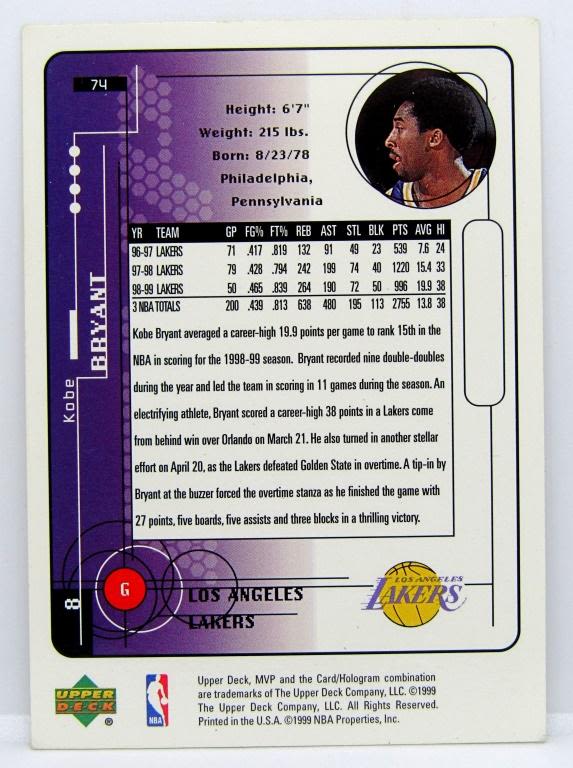 74
Height: 6'7"
Weight: 215 lbs.
Born: 8/23/78
Philadelphia,
Pennsylvania
YR TEAM GP FG% FT% REB AST STL BLK PTS AVG HI
96-97 LAKERS 71 .417 .819 132 91 49 23 539 7.6 24
97-98 LAKERS 79 .428 .794 242 199 74 40 1220 15.4 33
98-99 LAKERS 50 .465 .839 264 190 72 50 996 19.9 38
3 NBA TOTALS 200 .439 .813 638 480 195 113 2755 13.8 38
Kobe Bryant averaged a career-high 19.9 points per game to rank 15th in the
NBA in scoring for the 1998-99 season. Bryant recorded nine double-doubles
during the year and led the team in scoring in 11 games during the season. An
electrifying athlete, Bryant scored a career-high 38 points in a Lakers come
from behind win over Orlando on March 21. He also turned in another stellar
effort on April 20, as the Lakers defeated Golden State in overtime. A tip-in by
Bryant at the buzzer forced the overtime stanza as he finished the game with
27 points, five boards, five assists and three blocks in a thrilling victory.
Kobe
BRYANT
8
G
LOS ANGELES
LAKERS
LOS ANGELES
LAKERS
UPPER
DECK
®
NBA
Upper Deck, MVP and the Card/Hologram combination
are trademarks of The Upper Deck Company, LLC. ©1999
The Upper Deck Company, LLC. All Rights Reserved.
Printed in the U.S.A. ©1999 NBA Properties, Inc.